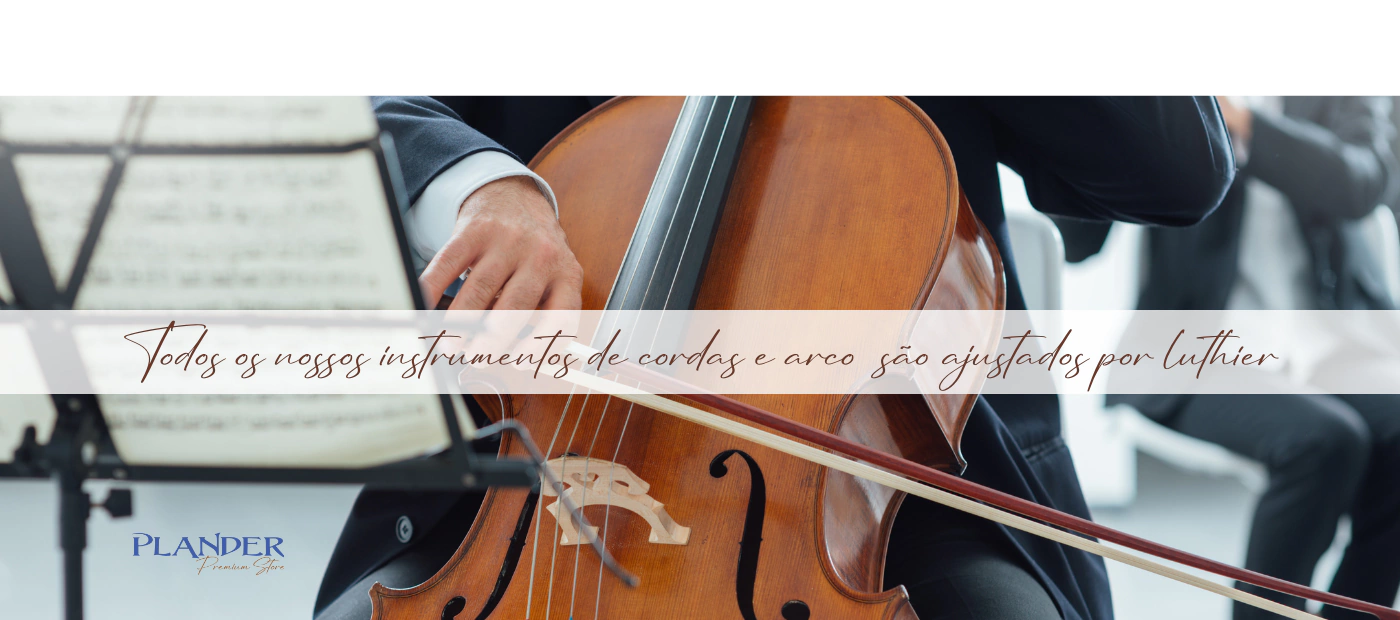 Todos os nossos instrumentos de cordas e arco são ajustados por luthier
PLANDER
Premium Store